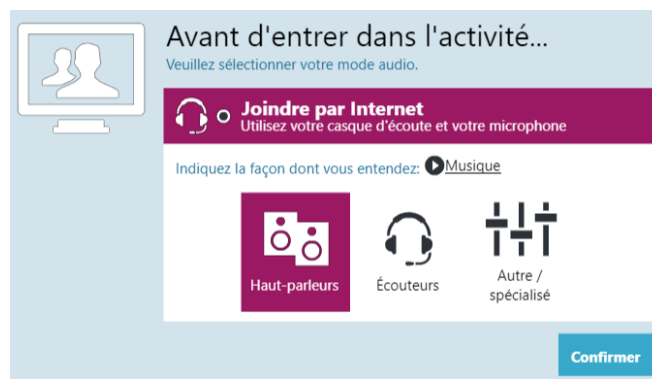 Avant d'entrer dans l'activité...
Veuillez sélectionner votre mode audio.
Joindre par Internet
Utilisez votre casque d'écoute et votre microphone
Indiquez la façon dont vous entendez: Musique
Haut-parleurs
Écouteurs
Autre /
spécialisé
Confirmer